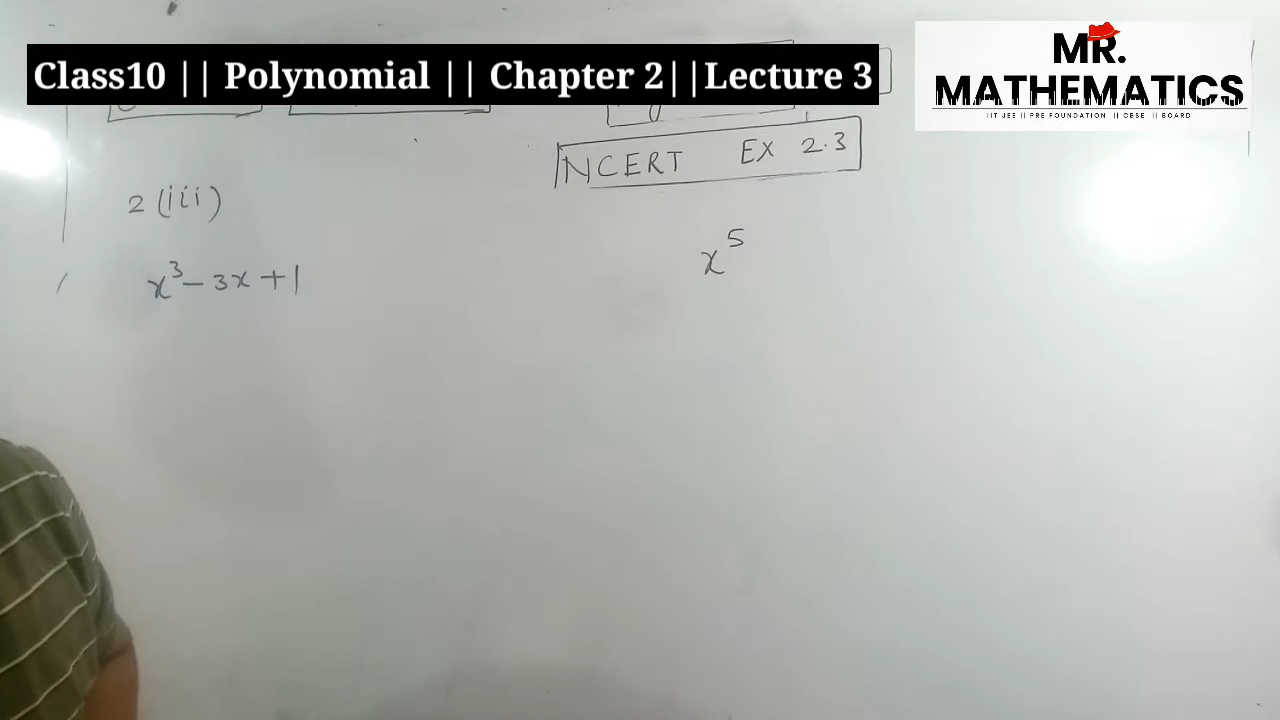 Class10 || Polynomial || Chapter 2||Lecture 3
MR.
MATHEMATICS
IIT JEE || PRE FOUNDATION || CBSE || BOARD
NCERT EX 2.3
2 (iii)
x³ - 3x + 1
x⁵